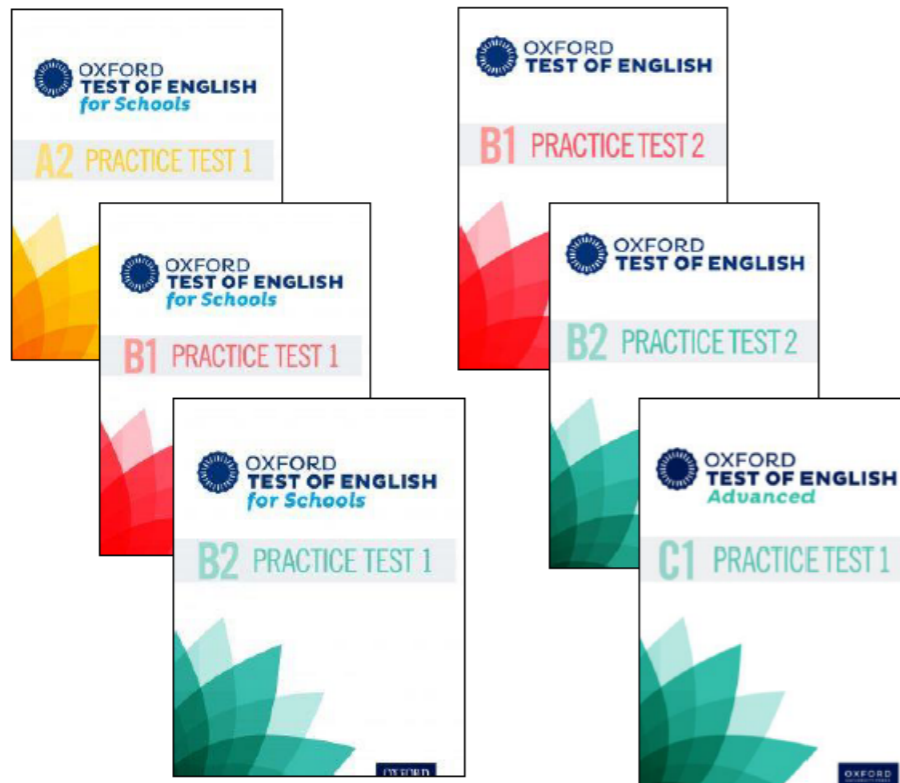 OXFORD
TEST OF ENGLISH
for Schools
A2 PRACTICE TEST 1
OXFORD
TEST OF ENGLISH
for Schools
B1 PRACTICE TEST 1
OXFORD
TEST OF ENGLISH
for Schools
B2 PRACTICE TEST 1
OXFORD
OXFORD
TEST OF ENGLISH
B1 PRACTICE TEST 2
OXFORD
TEST OF ENGLISH
B2 PRACTICE TEST 2
OXFORD
TEST OF ENGLISH
Advanced
C1 PRACTICE TEST 1
OXFORD